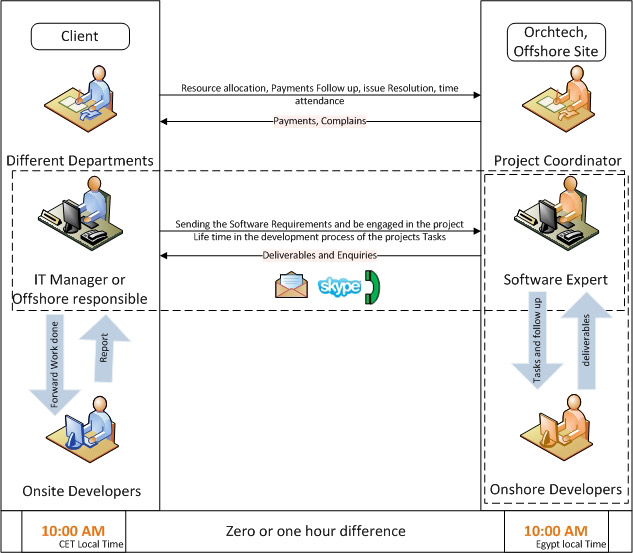 Client
Orchtech,
Offshore Site
Resource allocation, Payments Follow up, issue Resolution, time
attendance
Payments, Complains
Different Departments
Project Coordinator
Sending the Software Requirements and be engaged in the project
Life time in the development process of the projects Tasks
Deliverables and Enquiries
skype
IT Manager or
Offshore responsible
Software Expert
Forward Work done
Report
Tasks and follow up
deliverables
Onsite Developers
Onshore Developers
10:00 AM
CET Local Time
Zero or one hour difference
10:00 AM
Egypt local Time